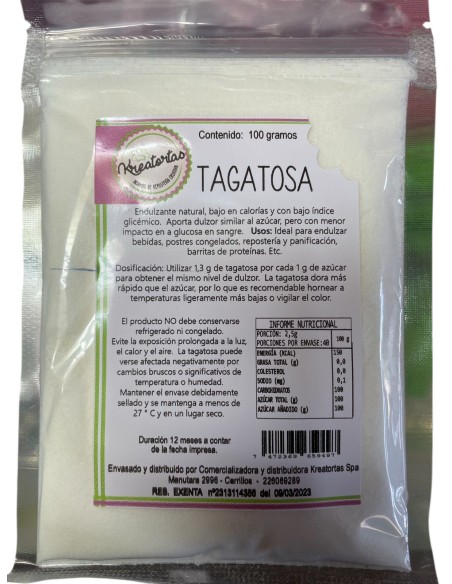 Contenido: 100 gramos
Kreatortas
TAGATOSA
Endulzante natural, bajo en calorías y con bajo índice
glicémico. Aporta dulzor similar al azúcar, pero con menor
impacto en a glucosa en sangre. Usos: Ideal para endulzar
bebidas, postres congelados, repostería y panificación,
barritas de proteínas. Etc.
Dosificación: Utilizar 1,3 g de tagatosa por cada 1 g de azúcar
para obtener el mismo nivel de dulzor. La tagatosa dora más
rápido que el azúcar, por lo que es recomendable hornear a
temperaturas ligeramente más bajas o vigilar el color.
El producto NO debe conservarse
refrigerado ni congelado.
Evite la exposición prolongada a la luz,
el calor y el aire. La tagatosa puede
verse afectada negativamente por
cambios bruscos o significativos de
temperatura o humedad.
Mantener el envase debidamente
sellado y se mantenga a menos de
27 ° C y en un lugar seco.
Duración 12 meses a contar
de la fecha impresa.
INFORME NUTRICIONAL
PORCIÓN: 2,5g
PORCIONES POR ENVASE:40 100 g
ENERGÍA (KCAL) 150
GRASA TOTAL (g) 0,0
COLESTEROL (g) 0,0
SODIO (mg) 0,1
CARBOHIDRATOS 100
AZÚCAR TOTAL (g) 100
AZÚCAR AÑADIDO (g) 100
Envasado y distribuido por Comercializadora y distribuidora Kreatortas Spa
Menutara 2996 - Cerrillos - 226069289
RES. EXENTA nº2313114386 del 09/03/2023